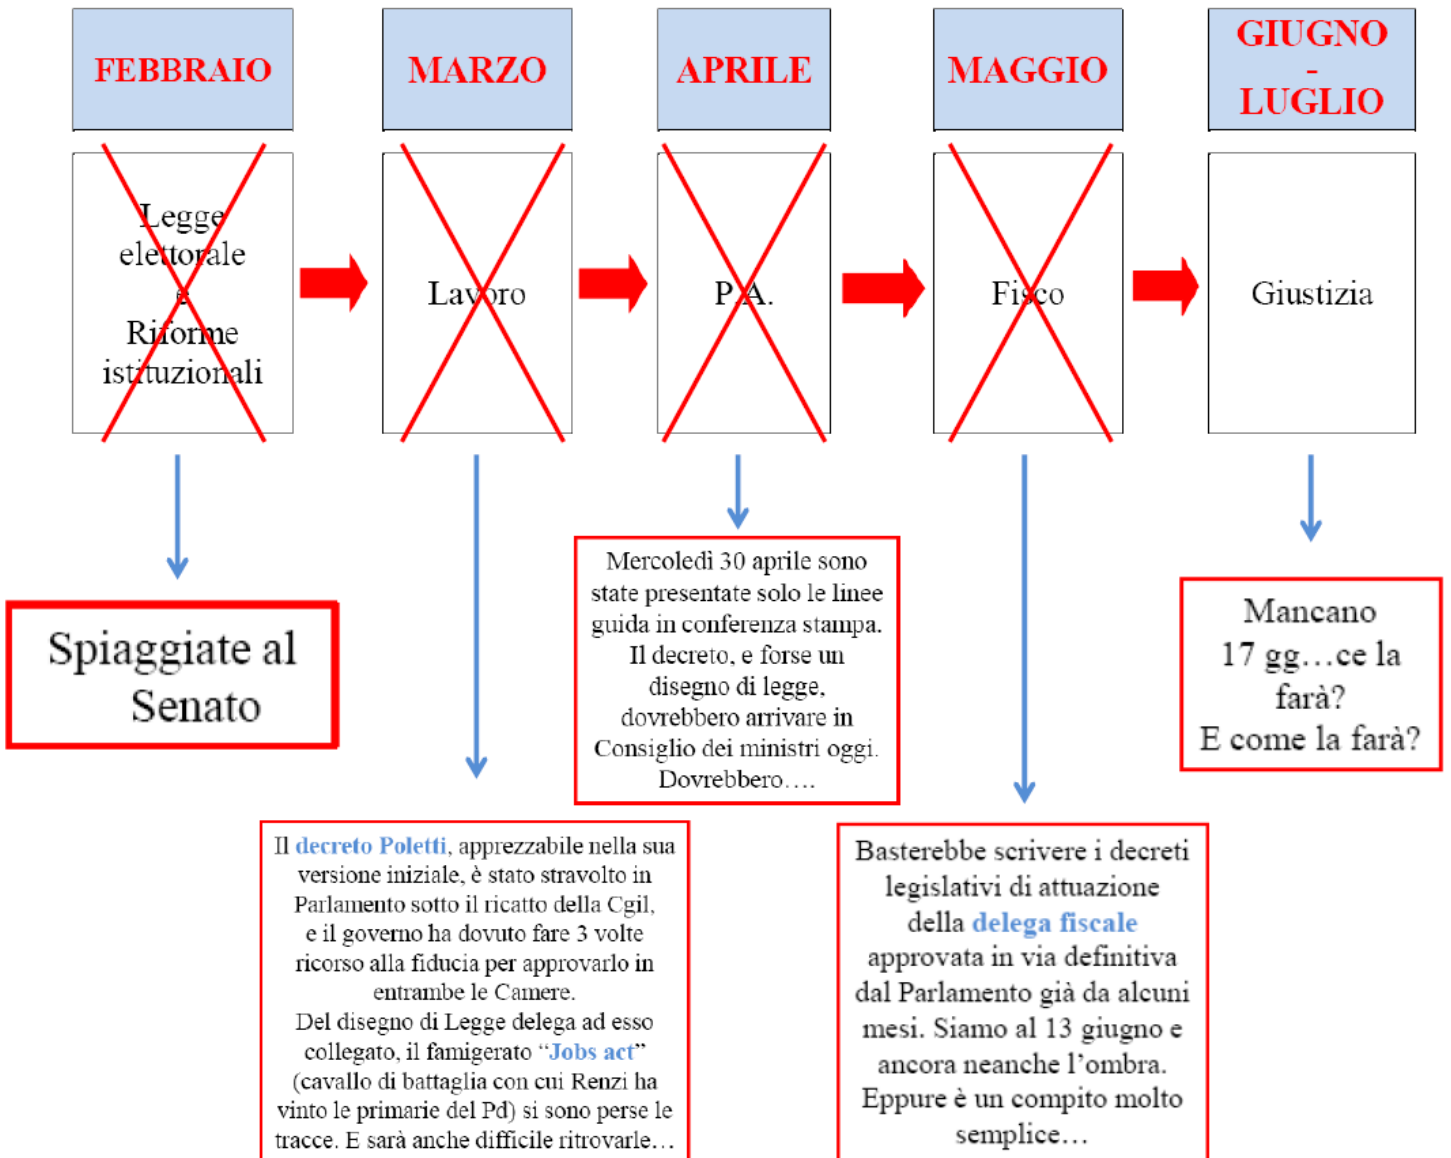 FEBBRAIO
MARZO
APRILE
MAGGIO
GIUGNO
-
LUGLIO
Legge
elettorale
e
Riforme
istituzionali
Lavoro
P.A.
Fisco
Giustizia
Spiaggiate al
Senato
Il decreto Poletti, apprezzabile nella sua
versione iniziale, è stato stravolto in
Parlamento sotto il ricatto della Cgil,
e il governo ha dovuto fare 3 volte
ricorso alla fiducia per approvarlo in
entrambe le Camere.
Del disegno di Legge delega ad esso
collegato, il famigerato “Jobs act”
(cavallo di battaglia con cui Renzi ha
vinto le primarie del Pd) si sono perse le
tracce. E sarà anche difficile ritrovarle…
Mercoledì 30 aprile sono
state presentate solo le linee
guida in conferenza stampa.
Il decreto, e forse un
disegno di legge,
dovrebbero arrivare in
Consiglio dei ministri oggi.
Dovrebbero….
Basterebbe scrivere i decreti
legislativi di attuazione
della delega fiscale
approvata in via definitiva
dal Parlamento già da alcuni
mesi. Siamo al 13 giugno e
ancora neanche l’ombra.
Eppure è un compito molto
semplice…
Mancano
17 gg…ce la
farà?
E come la farà?